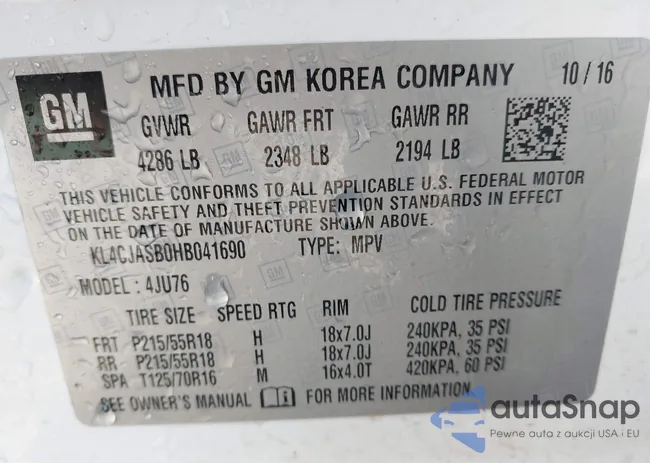 GM MFD BY GM KOREA COMPANY 10/16
GVWR GAWR FRT GAWR RR
4286 LB 2348 LB 2194 LB
THIS VEHICLE CONFORMS TO ALL APPLICABLE U.S. FEDERAL MOTOR
VEHICLE SAFETY AND THEFT PREVENTION STANDARDS IN EFFECT
ON THE DATE OF MANUFACTURE SHOWN ABOVE.
KL4CJASB0HB041690 TYPE: MPV
MODEL: 4JU76
TIRE SIZE SPEED RTG RIM COLD TIRE PRESSURE
FRT P215/55R18 H 18x7.0J 240KPA, 35 PSI
RR P215/55R18 H 18x7.0J 240KPA, 35 PSI
SPA T125/70R16 M 16x4.0T 420KPA, 60 PSI
SEE OWNER'S MANUAL FOR MORE INFORMATION
autaSnap
Pewne auta z aukcji USA i EU